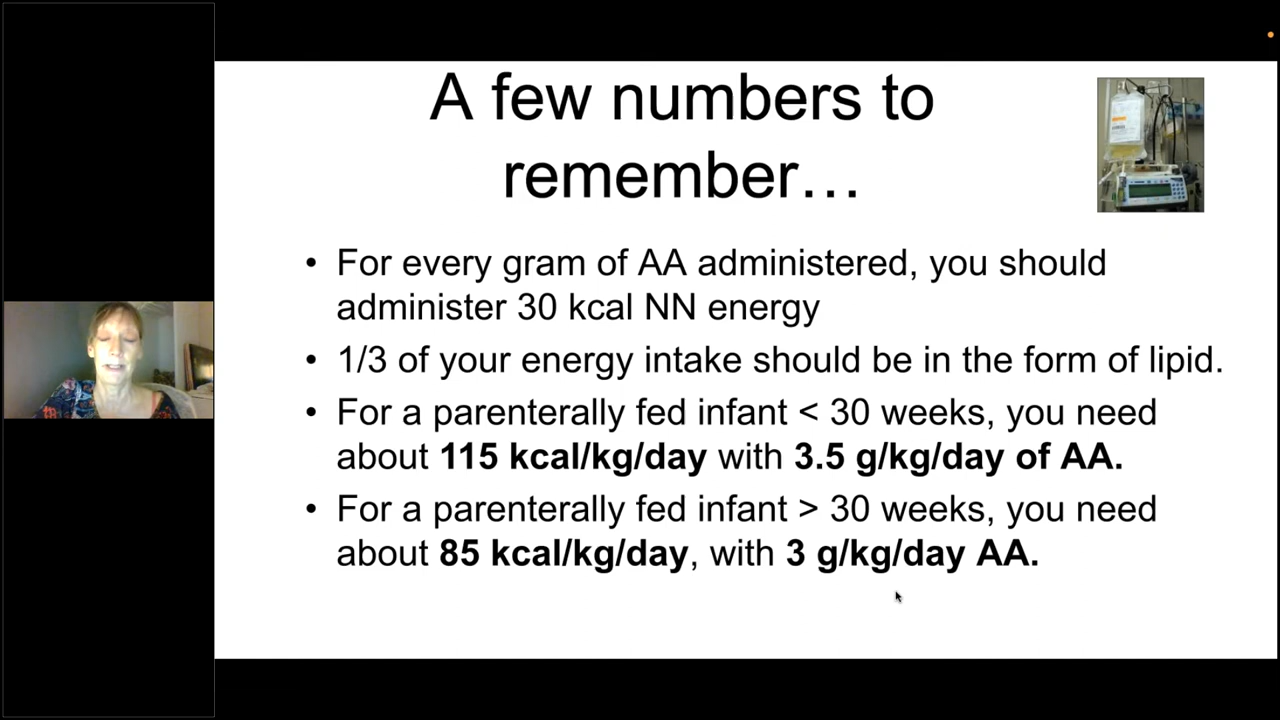 A few numbers to
remember…
• For every gram of AA administered, you should
administer 30 kcal NN energy
• 1/3 of your energy intake should be in the form of lipid.
• For a parenterally fed infant < 30 weeks, you need
about 115 kcal/kg/day with 3.5 g/kg/day of AA.
• For a parenterally fed infant > 30 weeks, you need
about 85 kcal/kg/day, with 3 g/kg/day AA.